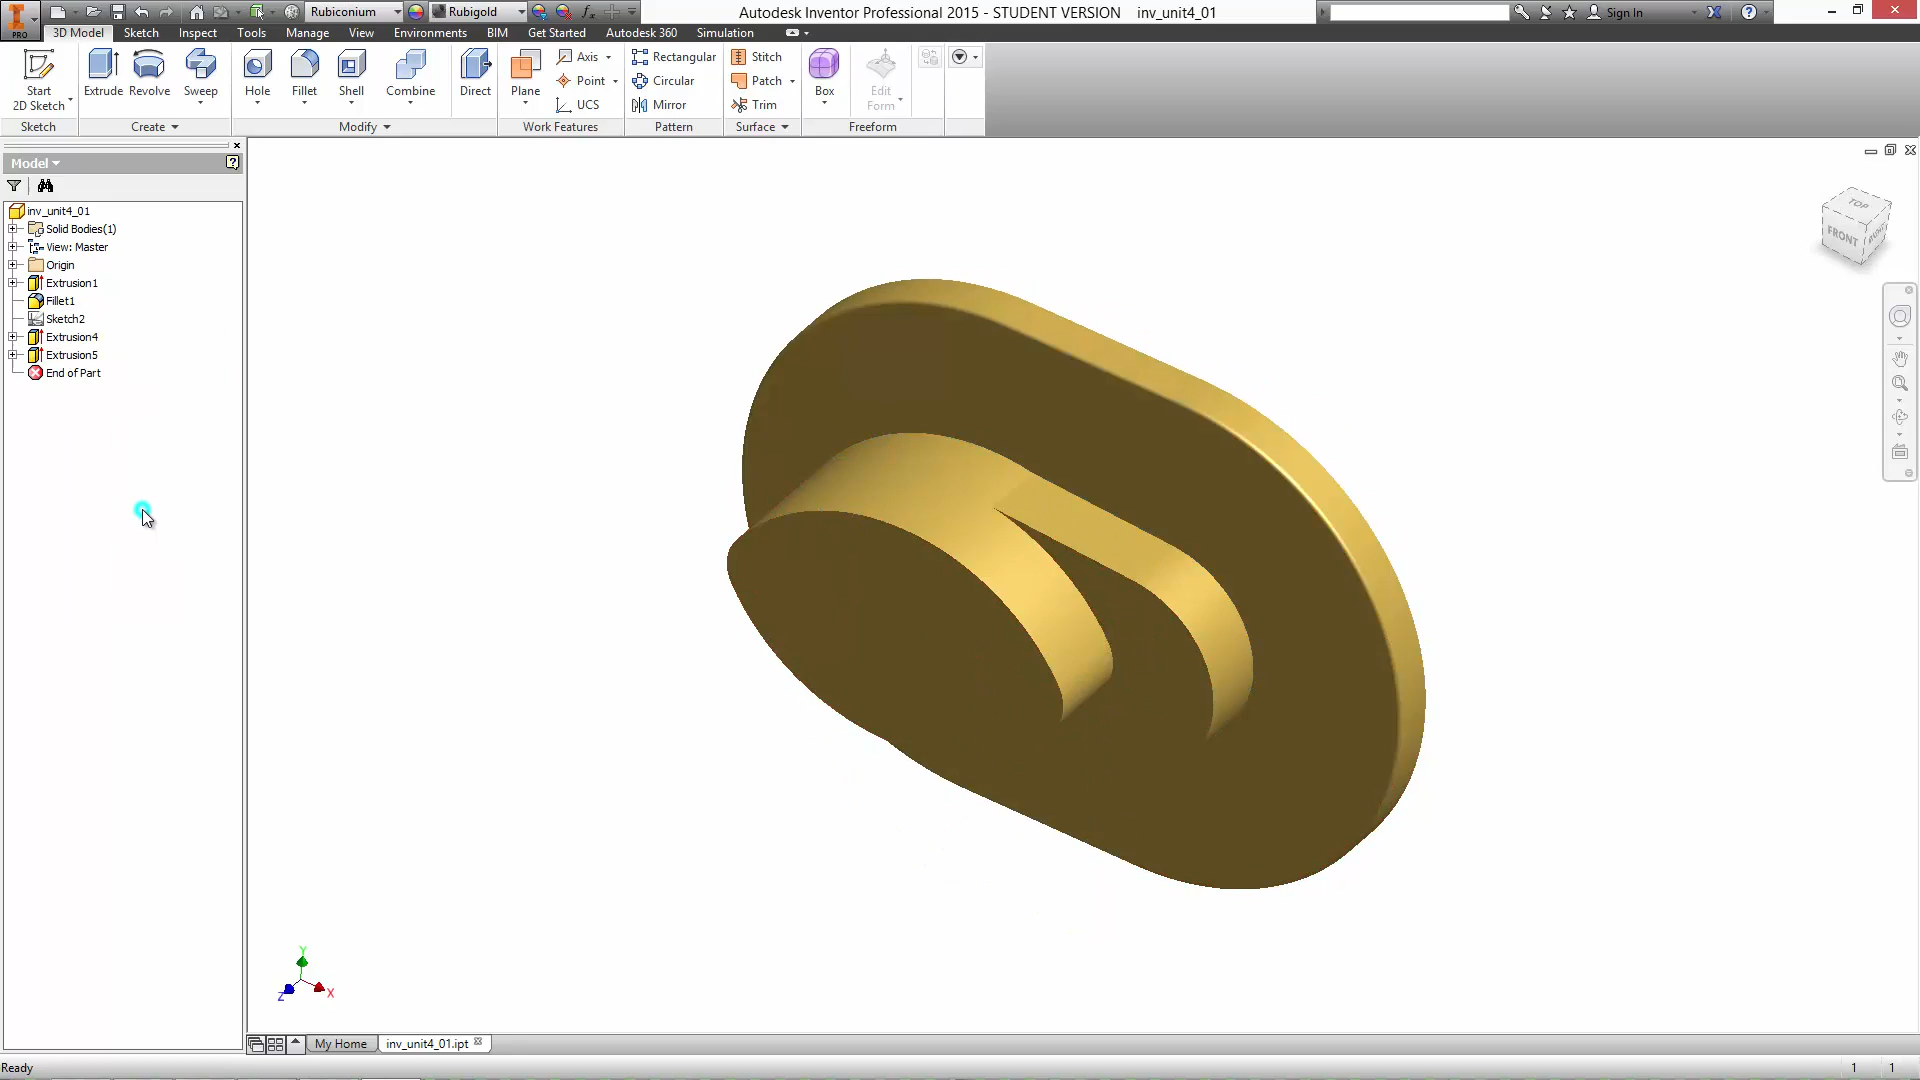 PRO
Rubiconium
Rubigold
Autodesk Inventor Professional 2015 - STUDENT VERSION inv_unit4_01
Sign In
3D Model Sketch Inspect Tools Manage View Environments BIM Get Started Autodesk 360 Simulation
Start
2D Sketch
Extrude
Revolve
Sweep
Hole
Fillet
Shell
Combine
Direct
Plane
Axis
Point
UCS
Rectangular
Circular
Mirror
Stitch
Patch
Trim
Box
Edit
Form
Sketch
Create
Modify
Work Features
Pattern
Surface
Freeform
Model
inv_unit4_01
Solid Bodies(1)
View: Master
Origin
Extrusion1
Fillet1
Sketch2
Extrusion4
Extrusion5
End of Part
TOP
FRONT
RIGHT
Y
Z
X
My Home
inv_unit4_01.ipt
Ready
1 1